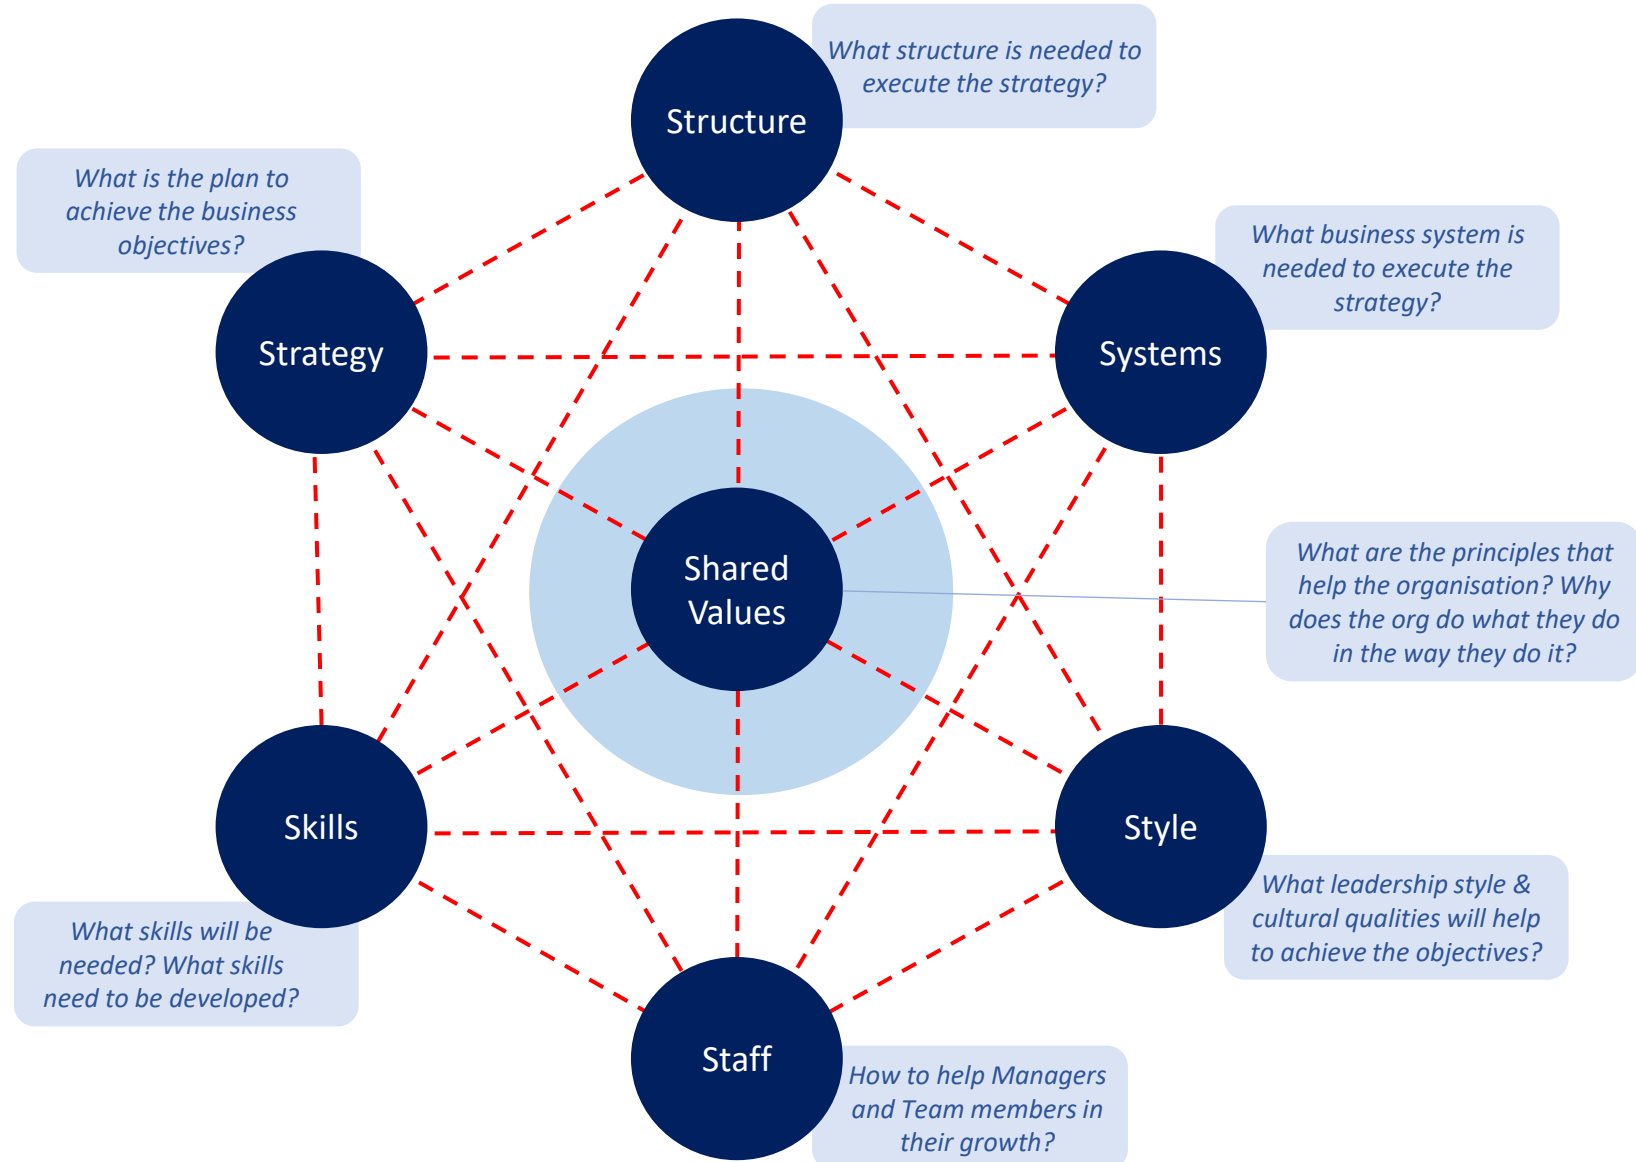 What structure is needed to
execute the strategy?
Structure
What is the plan to
achieve the business
objectives?
What business system is
needed to execute the
strategy?
Strategy
Systems
Shared
Values
What are the principles that
help the organisation? Why
does the org do what they do
in the way they do it?
Skills
Style
What skills will be
needed? What skills
need to be developed?
What leadership style &
cultural qualities will help
to achieve the objectives?
Staff
How to help Managers
and Team members in
their growth?